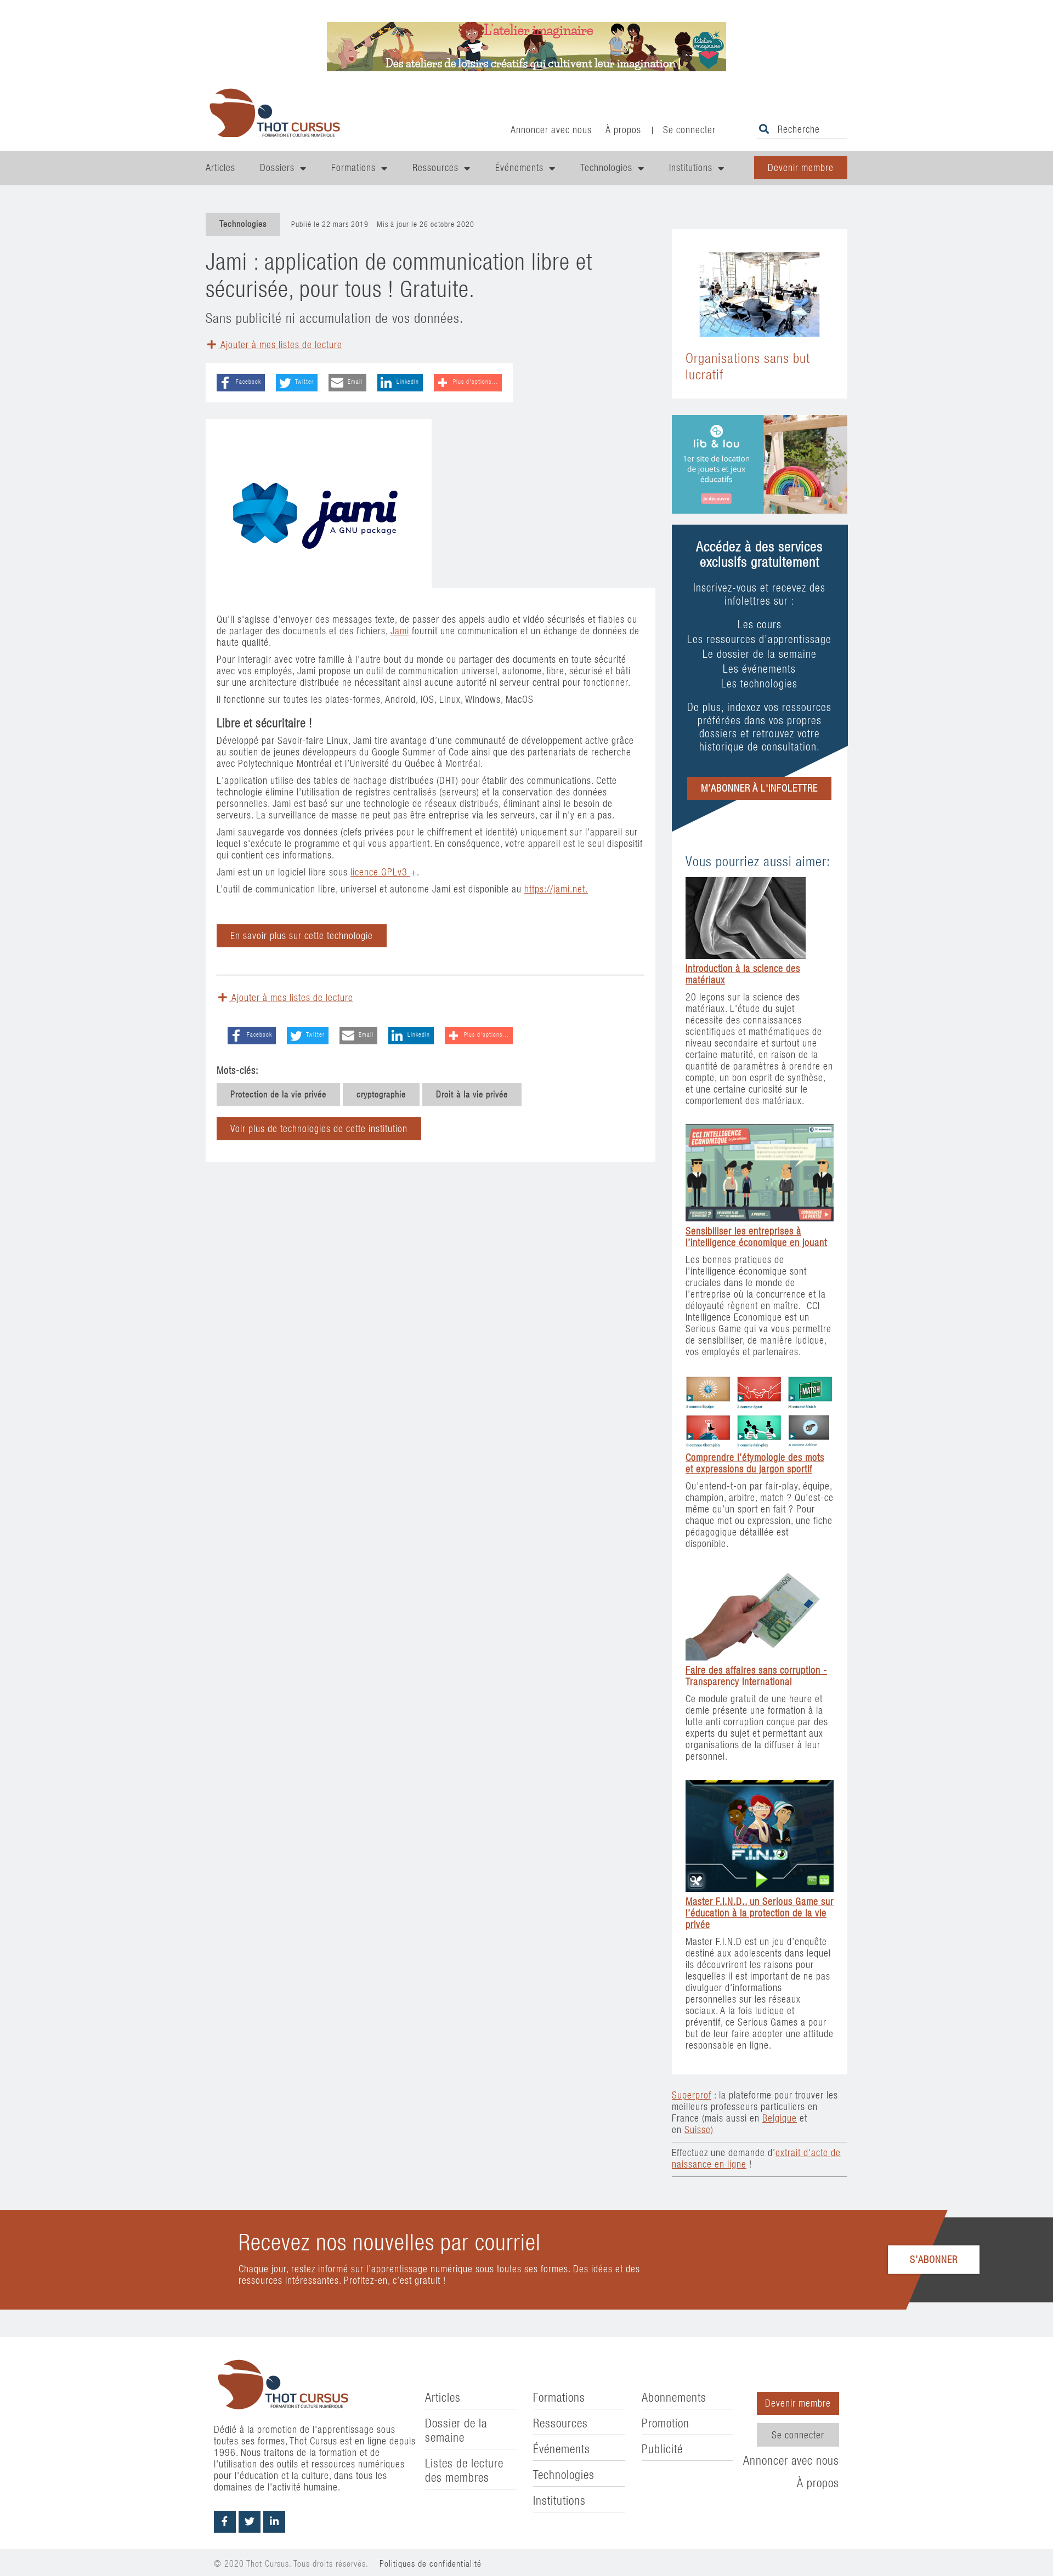 L'atelier imaginaire
Des ateliers de loisirs créatifs qui cultivent leur imagination !
L'atelier imaginaire
THOT CURSUS
FORMATION ET CULTURE NUMÉRIQUE
Annoncer avec nous
À propos
|
Se connecter
Recherche
Articles
Dossiers
Formations
Ressources
Événements
Technologies
Institutions
Devenir membre
Technologies
Publié le 22 mars 2019
Mis à jour le 26 octobre 2020
Jami : application de communication libre et
sécurisée, pour tous ! Gratuite.
Sans publicité ni accumulation de vos données.
Ajouter à mes listes de lecture
Facebook
Twitter
Email
LinkedIn
Plus d'options...
jami
A GNU package
Qu'il s'agisse d'envoyer des messages texte, de passer des appels audio et vidéo sécurisés et fiables ou
de partager des documents et des fichiers, Jami fournit une communication et un échange de données de
haute qualité.
Pour interagir avec votre famille à l'autre bout du monde ou partager des documents en toute sécurité
avec vos employés, Jami propose un outil de communication universel, autonome, libre, sécurisé et bâti
sur une architecture distribuée ne nécessitant ainsi aucune autorité ni serveur central pour fonctionner.
Il fonctionne sur toutes les plates-formes, Android, iOS, Linux, Windows, MacOS
Libre et sécuritaire !
Développé par Savoir-faire Linux, Jami tire avantage d'une communauté de développement active grâce
au soutien de jeunes développeurs du Google Summer of Code ainsi que des partenariats de recherche
avec Polytechnique Montréal et l'Université du Québec à Montréal.
L'application utilise des tables de hachage distribuées (DHT) pour établir des communications. Cette
technologie élimine l'utilisation de registres centralisés (serveurs) et la conservation des données
personnelles. Jami est basé sur une technologie de réseaux distribués, éliminant ainsi le besoin de
serveurs. La surveillance de masse ne peut pas être entreprise via les serveurs, car il n'y en a pas.
Jami sauvegarde vos données (clefs privées pour le chiffrement et identité) uniquement sur l'appareil sur
lequel s'exécute le programme et qui vous appartient. En conséquence, votre appareil est le seul dispositif
qui contient ces informations.
Jami est un un logiciel libre sous licence GPLv3 +.
L'outil de communication libre, universel et autonome Jami est disponible au https://jami.net.
En savoir plus sur cette technologie
Ajouter à mes listes de lecture
Facebook
Twitter
Email
LinkedIn
Plus d'options...
Mots-clés:
Protection de la vie privée
cryptographie
Droit à la vie privée
Voir plus de technologies de cette institution
Organisations sans but
lucratif
lib & lou
1er site de location
de jouets et jeux
éducatifs
Je découvre
Accédez à des services
exclusifs gratuitement
Inscrivez-vous et recevez des
infolettres sur :
Les cours
Les ressources d'apprentissage
Le dossier de la semaine
Les événements
Les technologies
De plus, indexez vos ressources
préférées dans vos propres
dossiers et retrouvez votre
historique de consultation.
M'ABONNER À L'INFOLETTRE
Vous pourriez aussi aimer:
Introduction à la science des
matériaux
20 leçons sur la science des
matériaux. L'étude du sujet
nécessite des connaissances
scientifiques et mathématiques de
niveau secondaire et surtout une
certaine maturité, en raison de la
quantité de paramètres à prendre en
compte, un bon esprit de synthèse,
et une certaine curiosité sur le
comportement des matériaux.
CCI INTELLIGENCE
ECONOMIQUE
Sensibiliser les entreprises à
l'intelligence économique en jouant
Les bonnes pratiques de
l'intelligence économique sont
cruciales dans le monde de
l'entreprise où la concurrence et la
déloyauté règnent en maître. CCI
Intelligence Economique est un
Serious Game qui va vous permettre
de sensibiliser, de manière ludique,
vos employés et partenaires.
MATCH
E comme Équipe
S comme Sport
M comme Match
C comme Champion
F comme Fair-play
A comme Arbitre
Comprendre l'étymologie des mots
et expressions du jargon sportif
Qu'entend-t-on par fair-play, équipe,
champion, arbitre, match ? Qu'est-ce
même qu'un sport en fait ? Pour
chaque mot ou expression, une fiche
pédagogique détaillée est
disponible.
100
Faire des affaires sans corruption -
Transparency International
Ce module gratuit de une heure et
demie présente une formation à la
lutte anti corruption conçue par des
experts du sujet et permettant aux
organisations de la diffuser à leur
personnel.
MASTER
F.I.N.D
Master F.I.N.D., un Serious Game sur
l'éducation à la protection de la vie
privée
Master F.I.N.D est un jeu d'enquête
destiné aux adolescents dans lequel
ils découvriront les raisons pour
lesquelles il est important de ne pas
divulguer d'informations
personnelles sur les réseaux
sociaux. A la fois ludique et
préventif, ce Serious Games a pour
but de leur faire adopter une attitude
responsable en ligne.
Superprof : la plateforme pour trouver les
meilleurs professeurs particuliers en
France (mais aussi en Belgique et
en Suisse)
Effectuez une demande d'extrait d'acte de
naissance en ligne !
Recevez nos nouvelles par courriel
Chaque jour, restez informé sur l'apprentissage numérique sous toutes ses formes. Des idées et des
ressources intéressantes. Profitez-en, c'est gratuit !
S'ABONNER
THOT CURSUS
FORMATION ET CULTURE NUMÉRIQUE
Dédié à la promotion de l'apprentissage sous
toutes ses formes, Thot Cursus est en ligne depuis
1996. Nous traitons de la formation et de
l'utilisation des outils et ressources numériques
pour l'éducation et la culture, dans tous les
domaines de l'activité humaine.
Articles
Dossier de la
semaine
Listes de lecture
des membres
Formations
Ressources
Événements
Technologies
Institutions
Abonnements
Promotion
Publicité
Devenir membre
Se connecter
Annoncer avec nous
À propos
© 2020 Thot Cursus. Tous droits réservés.
Politiques de confidentialité